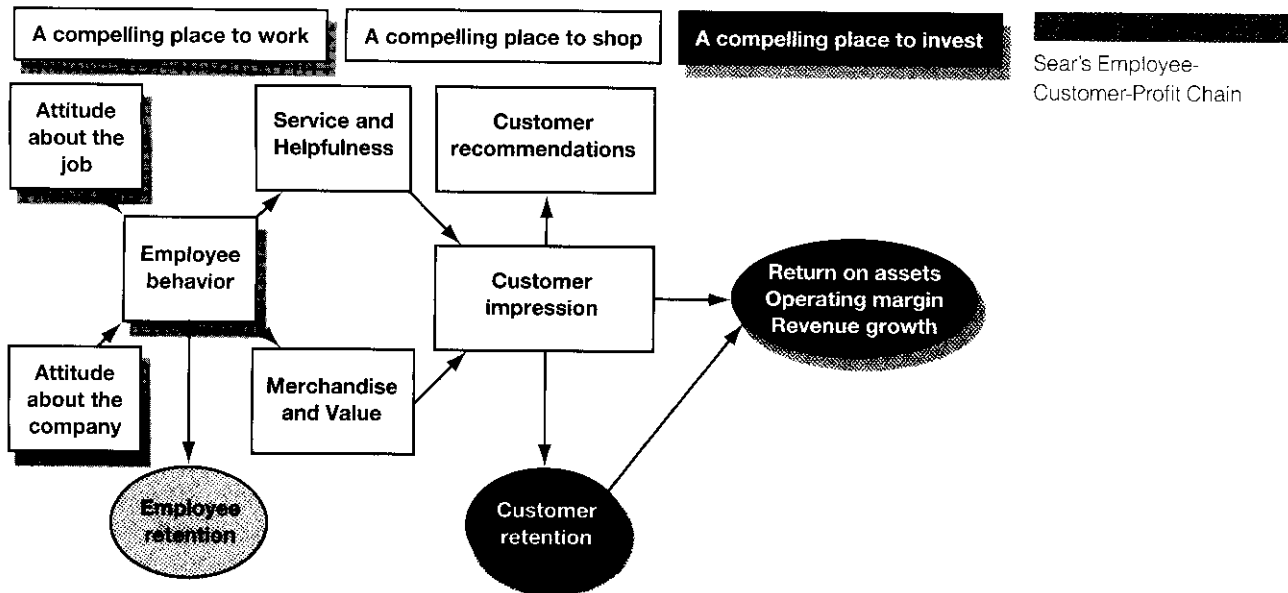 A compelling place to work
A compelling place to shop
A compelling place to invest
Sear's Employee-
Customer-Profit Chain
Attitude
about the
job
Service and
Helpfulness
Customer
recommendations
Employee
behavior
Customer
impression
Return on assets
Operating margin
Revenue growth
Attitude
about the
company
Merchandise
and Value
Employee
retention
Customer
retention